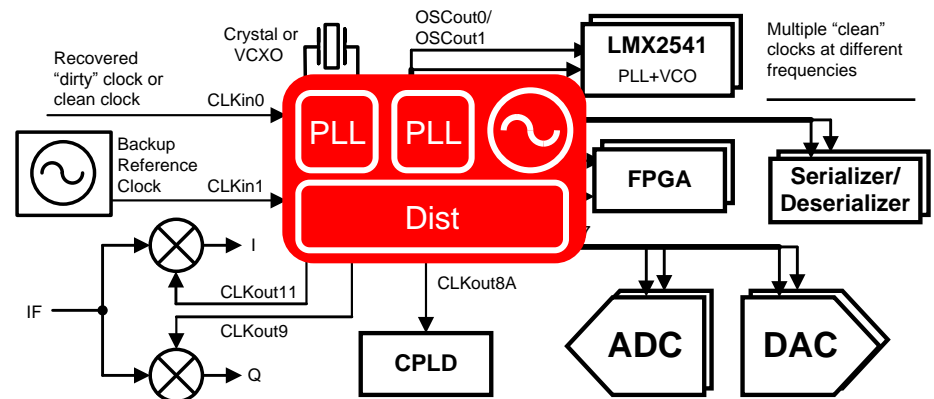 Crystal or
VCXO
OSCout0/
OSCout1
LMX2541
PLL+VCO
Multiple “clean”
clocks at different
frequencies
Recovered
“dirty” clock or
clean clock
CLKin0
PLL
PLL
Backup
Reference
Clock
CLKin1
FPGA
Serializer/
Deserializer
Dist
I
CLKout11
CLKout8A
IF
CLKout9
Q
CPLD
ADC
DAC